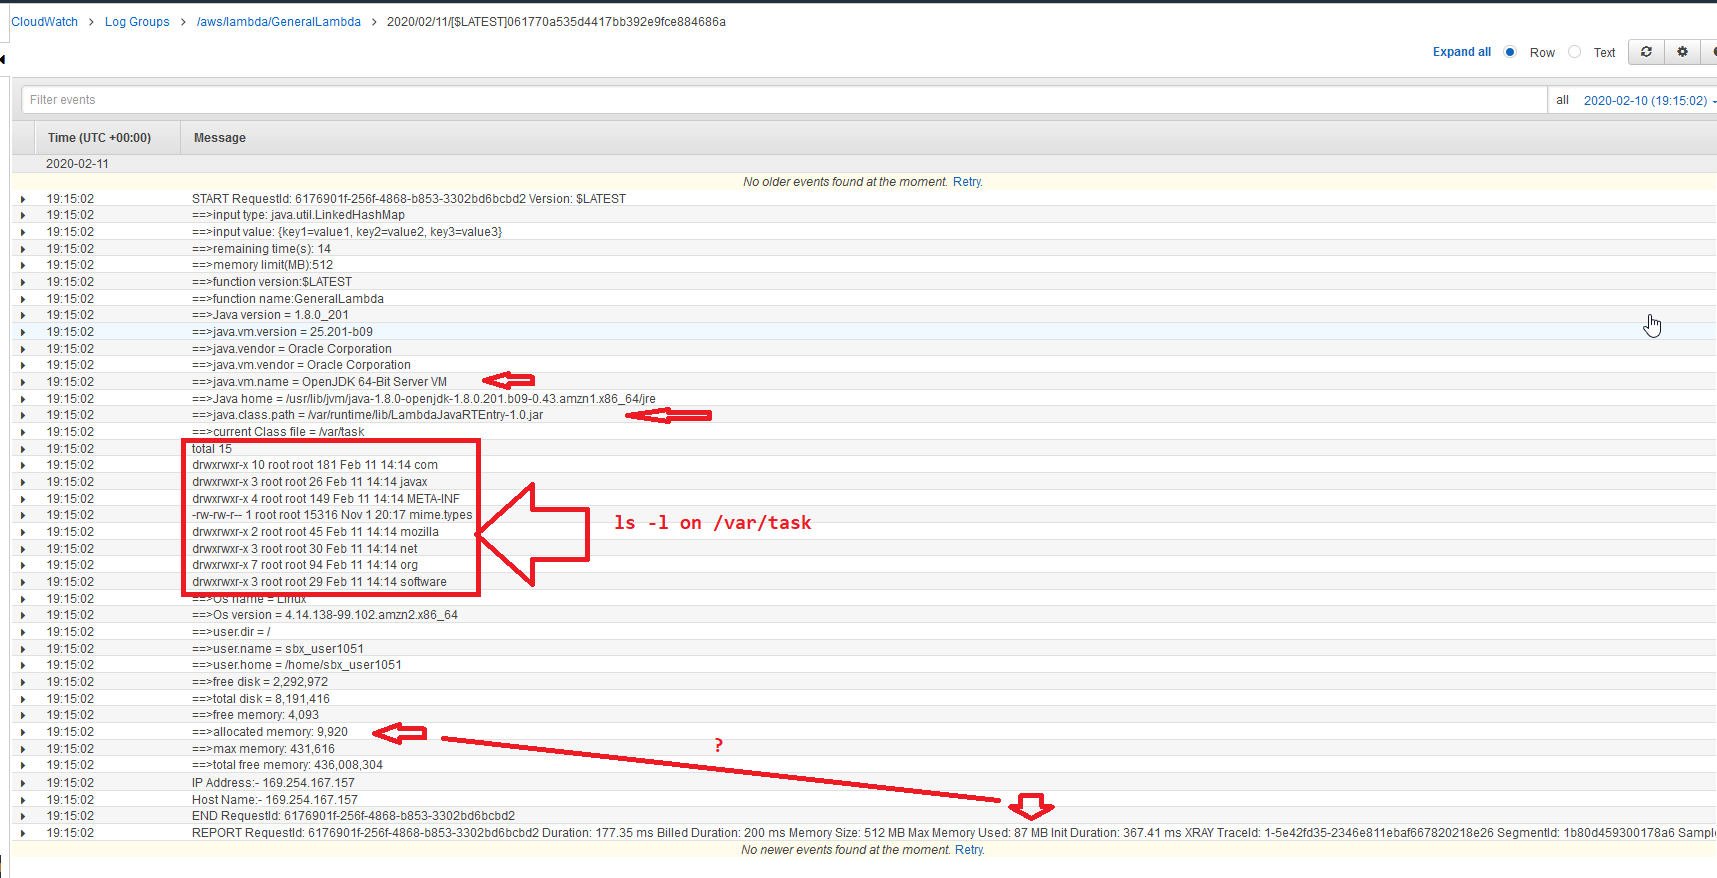 CloudWatch > Log Groups > /aws/lambda/GeneralLambda > 2020/02/11/[$LATEST]061770a535d4417bb392e9fce884686a
Expand all Row Text
Filter events all 2020-02-10 (19:15:02)
Time (UTC +00:00) Message
2020-02-11
No older events found at the moment. Retry.
19:15:02 START RequestId: 6176901f-256f-4868-b853-3302bd6bcbd2 Version: $LATEST
19:15:02 ==>input type: java.util.LinkedHashMap
19:15:02 ==>input value: {key1=value1, key2=value2, key3=value3}
19:15:02 ==>remaining time(s): 14
19:15:02 ==>memory limit(MB):512
19:15:02 ==>function version:$LATEST
19:15:02 ==>function name:GeneralLambda
19:15:02 ==>Java version = 1.8.0_201
19:15:02 ==>java.vm.version = 25.201-b09
19:15:02 ==>java.vendor = Oracle Corporation
19:15:02 ==>java.vm.vendor = Oracle Corporation
19:15:02 ==>java.vm.name = OpenJDK 64-Bit Server VM
19:15:02 ==>Java home = /usr/lib/jvm/java-1.8.0-openjdk-1.8.0.201.b09-0.43.amzn1.x86_64/jre
19:15:02 ==>java.class.path = /var/runtime/lib/LambdaJavaRTEntry-1.0.jar
19:15:02 ==>current Class file = /var/task
19:15:02 total 15
19:15:02 drwxrwxr-x 10 root root 181 Feb 11 14:14 com
19:15:02 drwxrwxr-x 3 root root 26 Feb 11 14:14 javax
19:15:02 drwxrwxr-x 4 root root 149 Feb 11 14:14 META-INF
19:15:02 -rw-rw-r-- 1 root root 15316 Nov 1 20:17 mime.types
ls -l on /var/task
19:15:02 drwxrwxr-x 2 root root 45 Feb 11 14:14 mozilla
19:15:02 drwxrwxr-x 3 root root 30 Feb 11 14:14 net
19:15:02 drwxrwxr-x 7 root root 94 Feb 11 14:14 org
19:15:02 drwxrwxr-x 3 root root 29 Feb 11 14:14 software
19:15:02 ==>Os name = Linux
19:15:02 ==>Os version = 4.14.138-99.102.amzn2.x86_64
19:15:02 ==>user.dir = /
19:15:02 ==>user.name = sbx_user1051
19:15:02 ==>user.home = /home/sbx_user1051
19:15:02 ==>free disk = 2,292,972
19:15:02 ==>total disk = 8,191,416
19:15:02 ==>free memory: 4,093
19:15:02 ==>allocated memory: 9,920
?
19:15:02 ==>max memory: 431,616
19:15:02 ==>total free memory: 436,008,304
19:15:02 IP Address:- 169.254.167.157
19:15:02 Host Name:- 169.254.167.157
19:15:02 END RequestId: 6176901f-256f-4868-b853-3302bd6bcbd2
19:15:02 REPORT RequestId: 6176901f-256f-4868-b853-3302bd6bcbd2 Duration: 177.35 ms Billed Duration: 200 ms Memory Size: 512 MB Max Memory Used: 87 MB Init Duration: 367.41 ms XRAY TraceId: 1-5e42fd35-2346e811ebaf667820218e26 SegmentId: 1b80d459300178a6 Sampl
No newer events found at the moment. Retry.